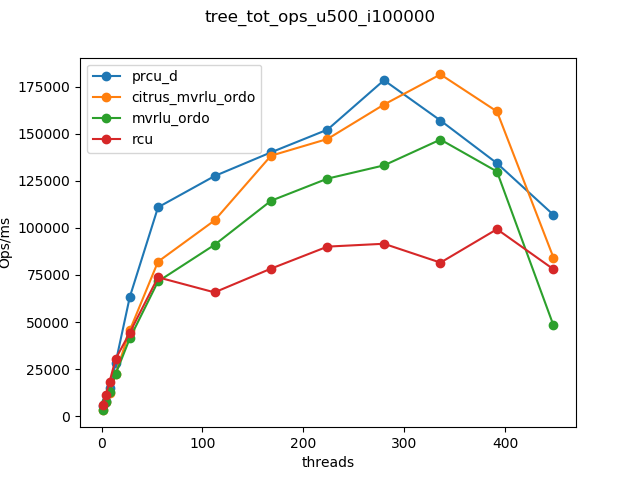 tree_tot_ops_u500_i100000
prcu_d
citrus_mvrlu_ordo
mvrlu_ordo
rcu
Ops/ms
175000
150000
125000
100000
75000
50000
25000
0
0 100 200 300 400
threads